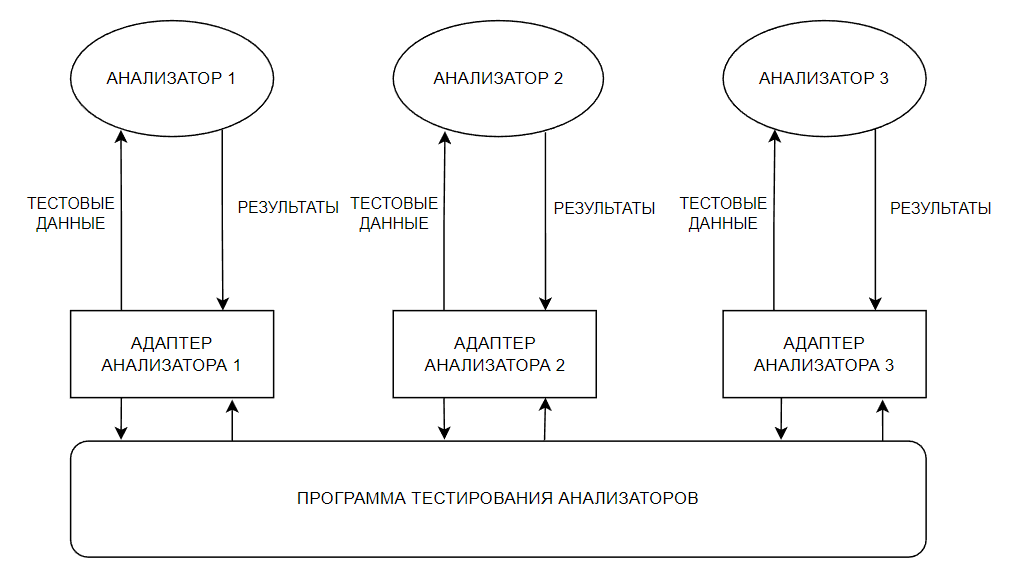 АНАЛИЗАТОР 1
АНАЛИЗАТОР 2
АНАЛИЗАТОР 3
ТЕСТОВЫЕ
ДАННЫЕ
РЕЗУЛЬТАТЫ
ТЕСТОВЫЕ
ДАННЫЕ
РЕЗУЛЬТАТЫ
ТЕСТОВЫЕ
ДАННЫЕ
РЕЗУЛЬТАТЫ
АДАПТЕР
АНАЛИЗАТОРА 1
АДАПТЕР
АНАЛИЗАТОРА 2
АДАПТЕР
АНАЛИЗАТОРА 3
ПРОГРАММА ТЕСТИРОВАНИЯ АНАЛИЗАТОРОВ